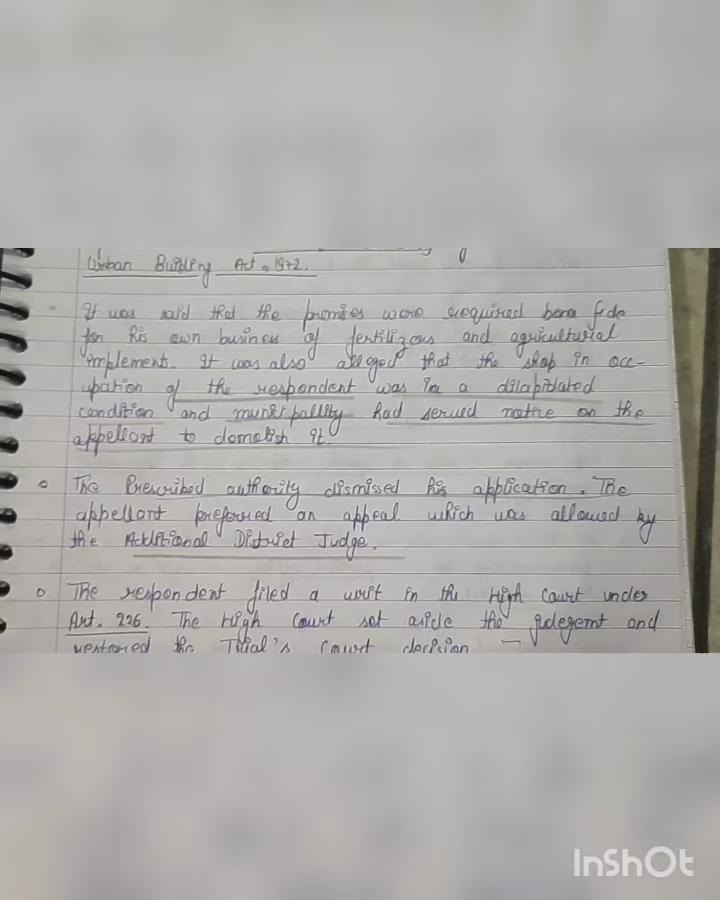 Urban Building Act, 1972.
It was said that the premises were required bona fide
for his own business of fertilizous and agricultural
implement. It was also alleged that the shop in occ-
upation of the respondent was in a dilapidated
condition and municipallity had served notice on the
appellant to demolish it.
The Prescribed authority dismissed his application. The
appellant preferred an appeal which was allowed by
the Additional District Judge.
The respondent filed a writ in the High Court under
Art. 226. The High Court set aside the judegemt and
restored the Trial's Court decision
InShOt